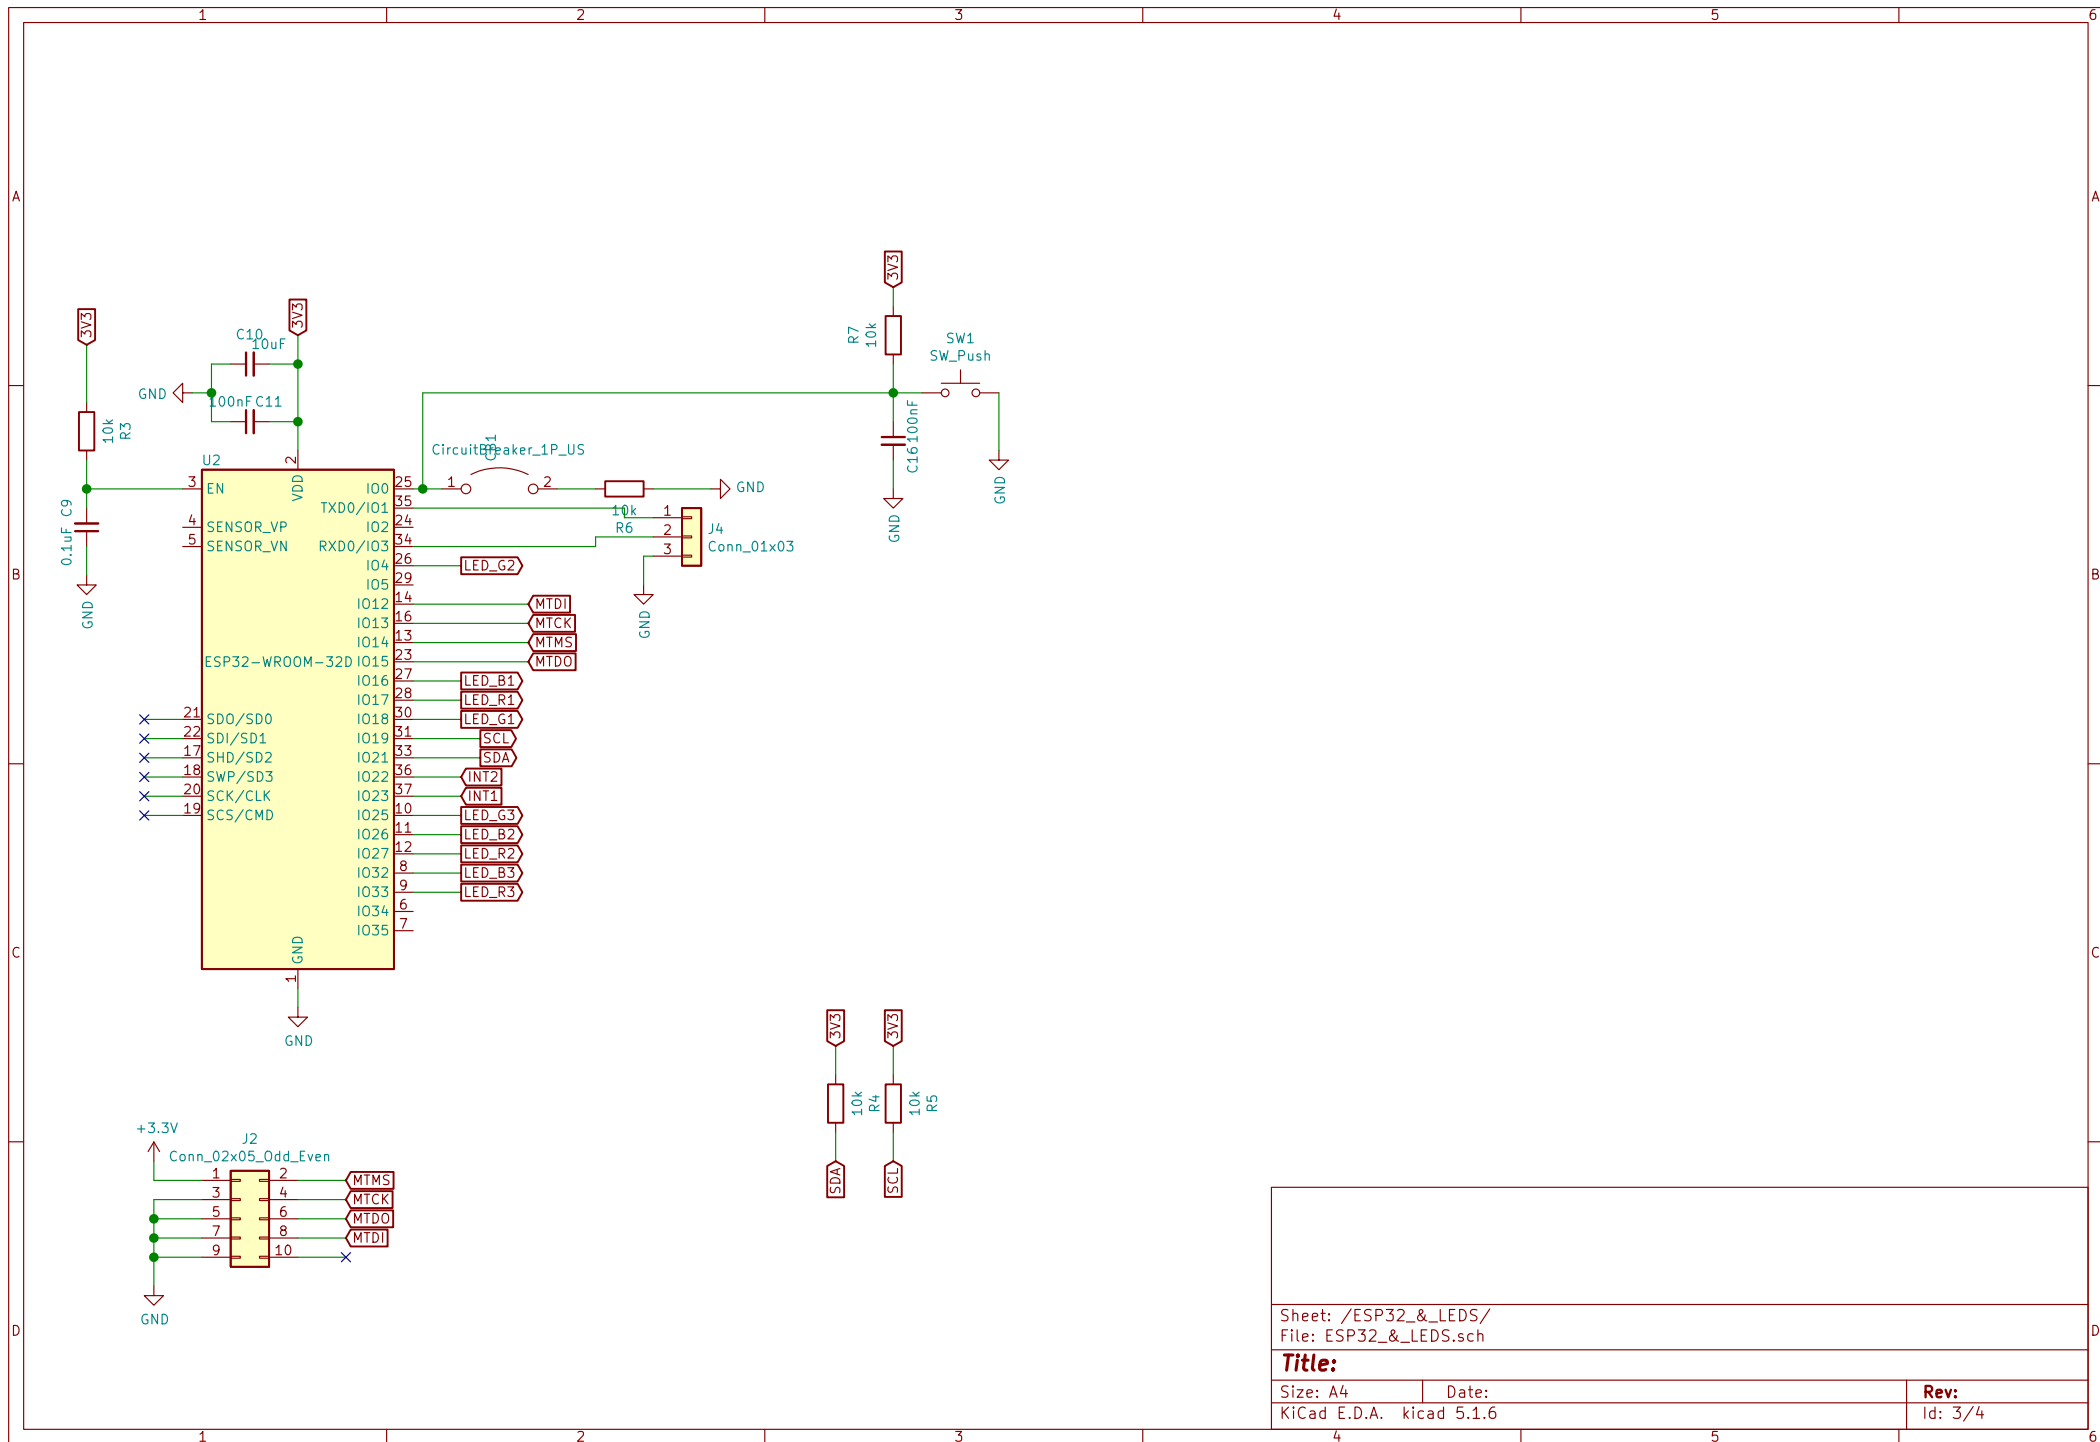 1 2 3 4 5 6
A A
B B
C C
D D
3V3
R7
10k
SW1
SW_Push
C16
100nF
GND
GND
3V3
3V3
C10
10uF
GND
100nF
C11
10k
R3
C9
0.1uF
GND
U2
ESP32-WROOM-32D
2
VDD
3 EN
4 SENSOR_VP
5 SENSOR_VN
21 SDO/SD0
22 SDI/SD1
17 SHD/SD2
18 SWP/SD3
20 SCK/CLK
19 SCS/CMD
IO0 25
TXD0/IO1 35
IO2 24
RXD0/IO3 34
IO4 26 LED_G2
IO5 29
IO12 14 MTDI
IO13 16 MTCK
IO14 13 MTMS
IO15 23 MTDO
IO16 27 LED_B1
IO17 28 LED_R1
IO18 30 LED_G1
IO19 31 SCL
IO21 33 SDA
IO22 36 INT2
IO23 37 INT1
IO25 10 LED_G3
IO26 11 LED_B2
IO27 12 LED_R2
IO32 8 LED_B3
IO33 9 LED_R3
IO34 6
IO35 7
GND
1
GND
CB1
CircuitBreaker_1P_US
1 2
10k
R6
GND
1
2
3
J4
Conn_01x03
GND
3V3
10k
R4
SDA
3V3
10k
R5
SCL
+3.3V
J2
Conn_02x05_Odd_Even
1 2 MTMS
3 4 MTCK
5 6 MTDO
7 8 MTDI
9 10
GND
Sheet: /ESP32_&_LEDS/
File: ESP32_&_LEDS.sch
Title:
Size: A4 Date: Rev:
KiCad E.D.A. kicad 5.1.6 Id: 3/4
1 2 3 4 5 6